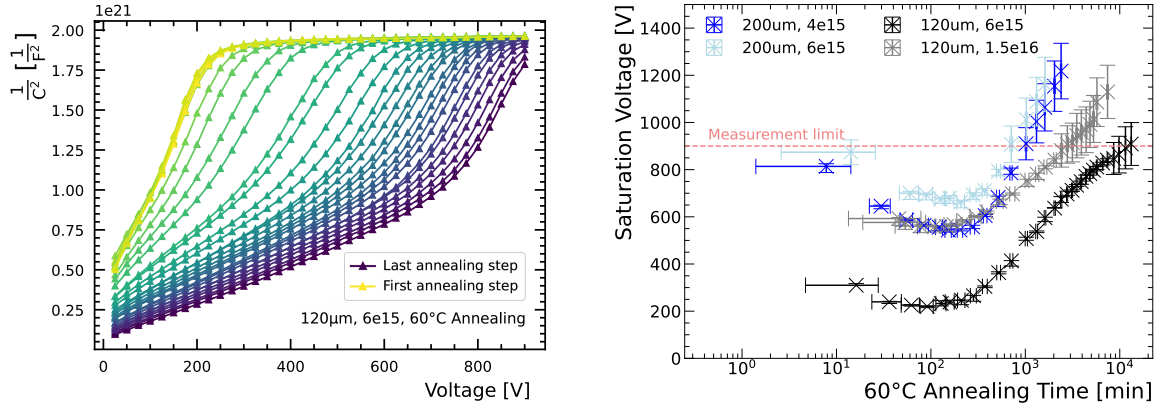 1e21
1/C² [1/F²]
2.00
1.75
1.50
1.25
1.00
0.75
0.50
0.25
Last annealing step
First annealing step
120µm, 6e15, 60°C Annealing
0 200 400 600 800
Voltage [V]
Saturation Voltage [V]
1400
1200
1000
800
600
400
200
0
200um, 4e15
200um, 6e15
120um, 6e15
120um, 1.5e16
Measurement limit
10⁰ 10¹ 10² 10³ 10⁴
60°C Annealing Time [min]